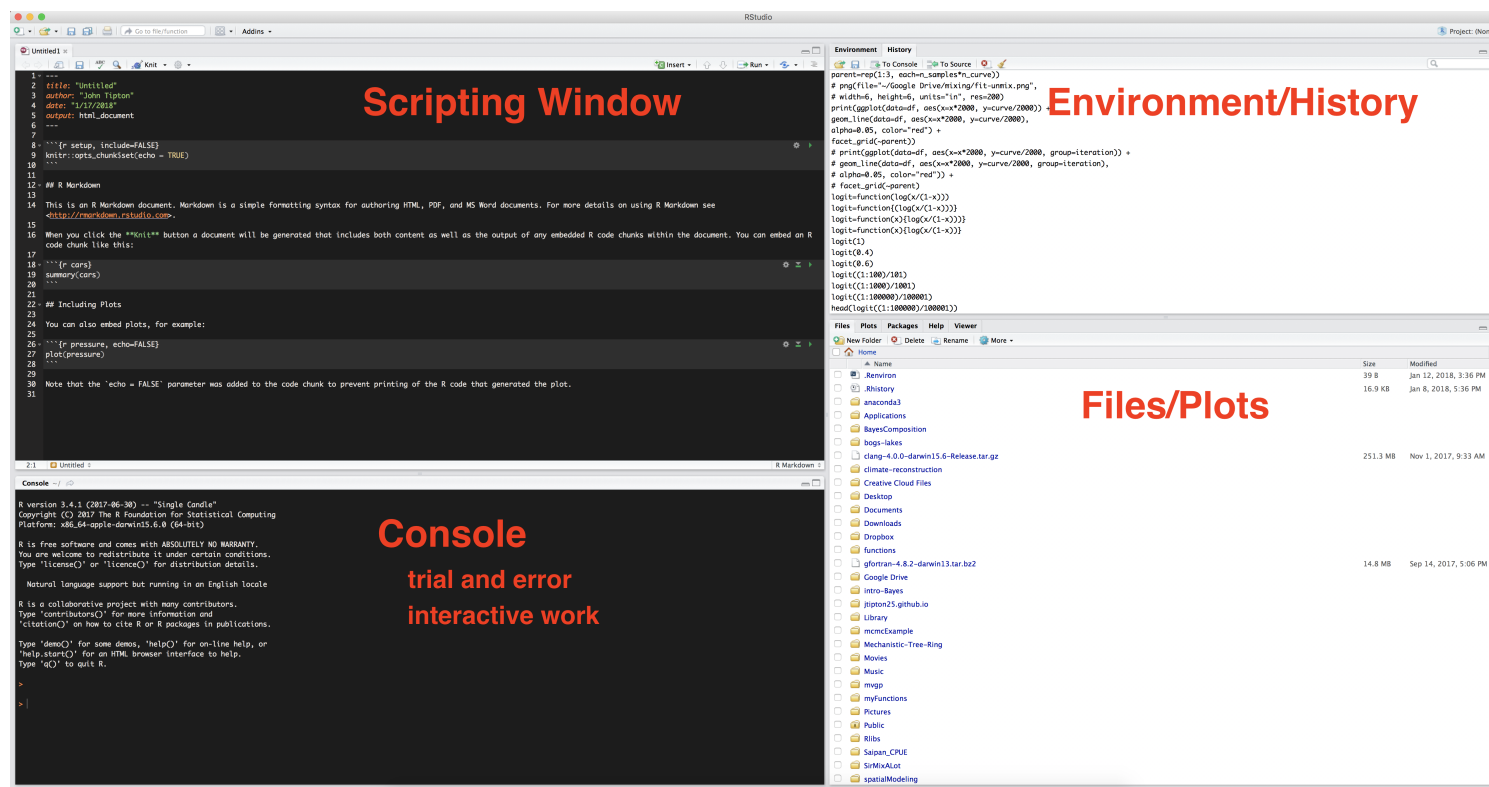 RStudio
Go to file/function
Addins
Project: (Non
Untitled1
ABC
Knit
Insert
Run
1 ---
2 title: "Untitled"
3 author: "John Tipton"
4 date: "1/17/2018"
5 output: html_document
6 ---
7
8 ```{r setup, include=FALSE}
9 knitr::opts_chunk$set(echo = TRUE)
10 ```
11
12 ## R Markdown
13
14 This is an R Markdown document. Markdown is a simple formatting syntax for authoring HTML, PDF, and MS Word documents. For more details on using R Markdown see
<http://rmarkdown.rstudio.com>.
15
16 When you click the **Knit** button a document will be generated that includes both content as well as the output of any embedded R code chunks within the document. You can embed an R
code chunk like this:
17
18 ```{r cars}
19 summary(cars)
20 ```
21
22 ## Including Plots
23
24 You can also embed plots, for example:
25
26 ```{r pressure, echo=FALSE}
27 plot(pressure)
28 ```
29
30 Note that the `echo = FALSE` parameter was added to the code chunk to prevent printing of the R code that generated the plot.
31
Scripting Window
2:1 Untitled R Markdown
Console ~/
R version 3.4.1 (2017-06-30) -- "Single Candle"
Copyright (C) 2017 The R Foundation for Statistical Computing
Platform: x86_64-apple-darwin15.6.0 (64-bit)
R is free software and comes with ABSOLUTELY NO WARRANTY.
You are welcome to redistribute it under certain conditions.
Type 'license()' or 'licence()' for distribution details.
Natural language support but running in an English locale
R is a collaborative project with many contributors.
Type 'contributors()' for more information and
'citation()' on how to cite R or R packages in publications.
Type 'demo()' for some demos, 'help()' for on-line help, or
'help.start()' for an HTML browser interface to help.
Type 'q()' to quit R.
>
>
Console
trial and error
interactive work
Environment History
To Console To Source
parent=rep(1:3, each=n_samples*n_curve))
# png(file="~/Google Drive/mixing/fit-unmix.png",
# width=6, height=6, units="in", res=200)
print(ggplot(data=df, aes(x=x*2000, y=curve/2000)) +
geom_line(data=df, aes(x=x*2000, y=curve/2000),
alpha=0.05, color="red") +
facet_grid(~parent))
# print(ggplot(data=df, aes(x=x*2000, y=curve/2000, group=iteration)) +
# geom_line(data=df, aes(x=x*2000, y=curve/2000, group=iteration),
# alpha=0.05, color="red")) +
# facet_grid(~parent)
logit=function(log(x/(1-x)))
logit=function{(log(x/(1-x)))}
logit=function(x){log(x/(1-x)))}
logit=function(x){log(x/(1-x))}
logit(1)
logit(0.4)
logit(0.6)
logit((1:100)/101)
logit((1:1000)/1001)
logit((1:100000)/100001)
head(logit((1:100000)/100001))
Environment/History
Files Plots Packages Help Viewer
New Folder Delete Rename More
Home
Name Size Modified
.Renviron 39 B Jan 12, 2018, 3:36 PM
.Rhistory 16.9 KB Jan 8, 2018, 5:36 PM
anaconda3
Applications
BayesComposition
bogs-lakes
clang-4.0.0-darwin15.6-Release.tar.gz 251.3 MB Nov 1, 2017, 9:33 AM
climate-reconstruction
Creative Cloud Files
Desktop
Documents
Downloads
Dropbox
functions
gfortran-4.8.2-darwin13.tar.bz2 14.8 MB Sep 14, 2017, 5:06 PM
Google Drive
intro-Bayes
jtipton25.github.io
Library
mcmcExample
Mechanistic-Tree-Ring
Movies
Music
mvgp
myFunctions
Pictures
Public
Rlibs
Saipan_CPUE
SirMixALot
spatialModeling
Files/Plots